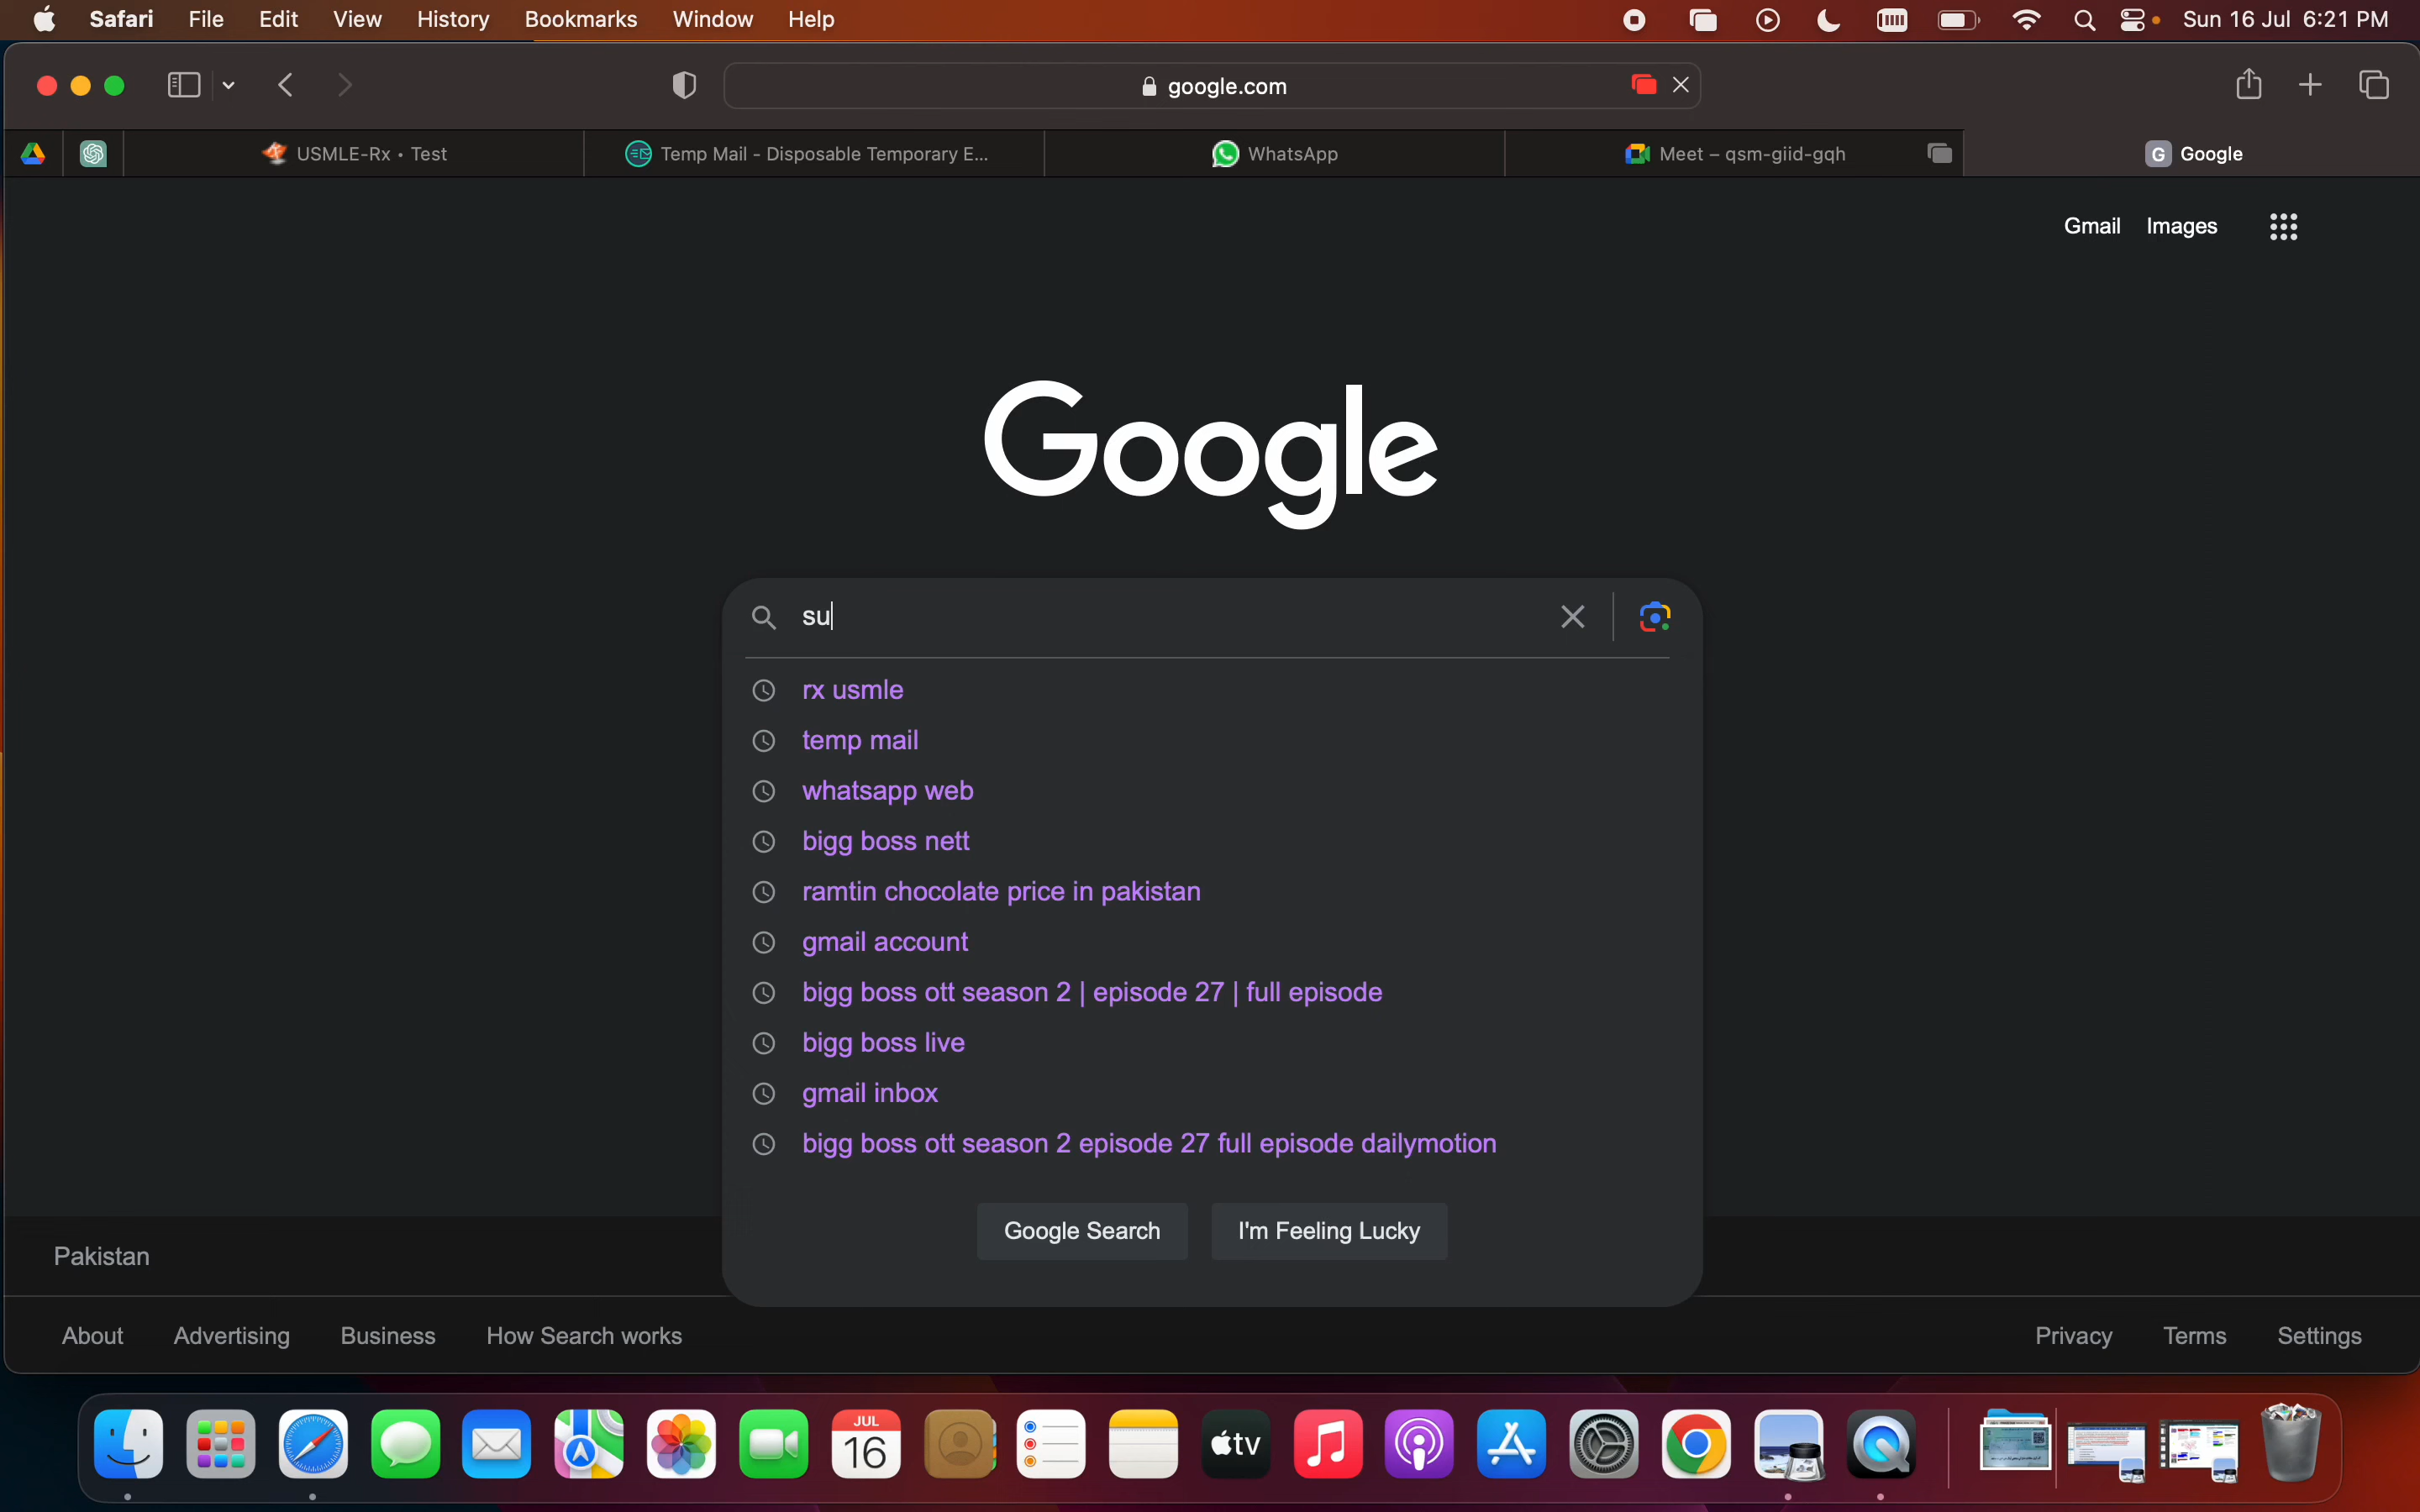 Safari File Edit View History Bookmarks Window Help Sun 16 Jul 6:21 PM
google.com
USMLE-Rx • Test Temp Mail - Disposable Temporary E... WhatsApp Meet – qsm-giid-gqh G Google
Gmail Images
Google
su
rx usmle
temp mail
whatsapp web
bigg boss nett
ramtin chocolate price in pakistan
gmail account
bigg boss ott season 2 | episode 27 | full episode
bigg boss live
gmail inbox
bigg boss ott season 2 episode 27 full episode dailymotion
Google Search I'm Feeling Lucky
Pakistan
About Advertising Business How Search works Privacy Terms Settings
JUL
16
tv